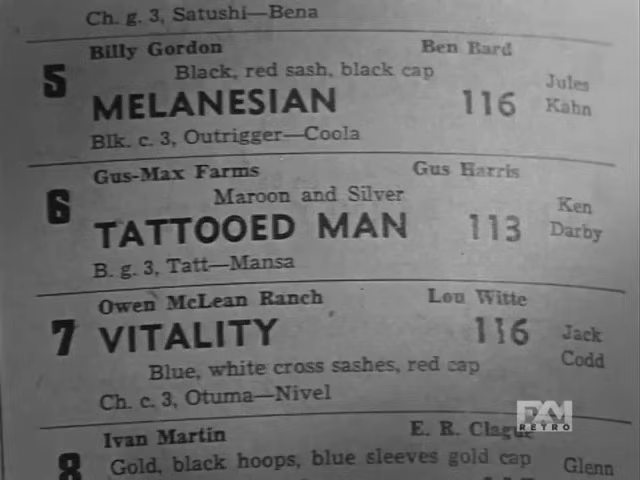 Ch. g. 3, Satushi—Bena
Billy Gordon Ben Bard
5 Black, red sash, black cap Jules
MELANESIAN 116 Kahn
Blk. c. 3, Outrigger—Coola
Gus-Max Farms Gus Harris
6 Maroon and Silver Ken
TATTOOED MAN 113 Darby
B. g. 3, Tatt—Mansa
Owen McLean Ranch Lou Witte
7 VITALITY 116 Jack
Blue, white cross sashes, red cap Codd
Ch. c. 3, Otuma—Nivel
Ivan Martin E. R. Clague
8 Gold, black hoops, blue sleeves gold cap Glenn
RETRO